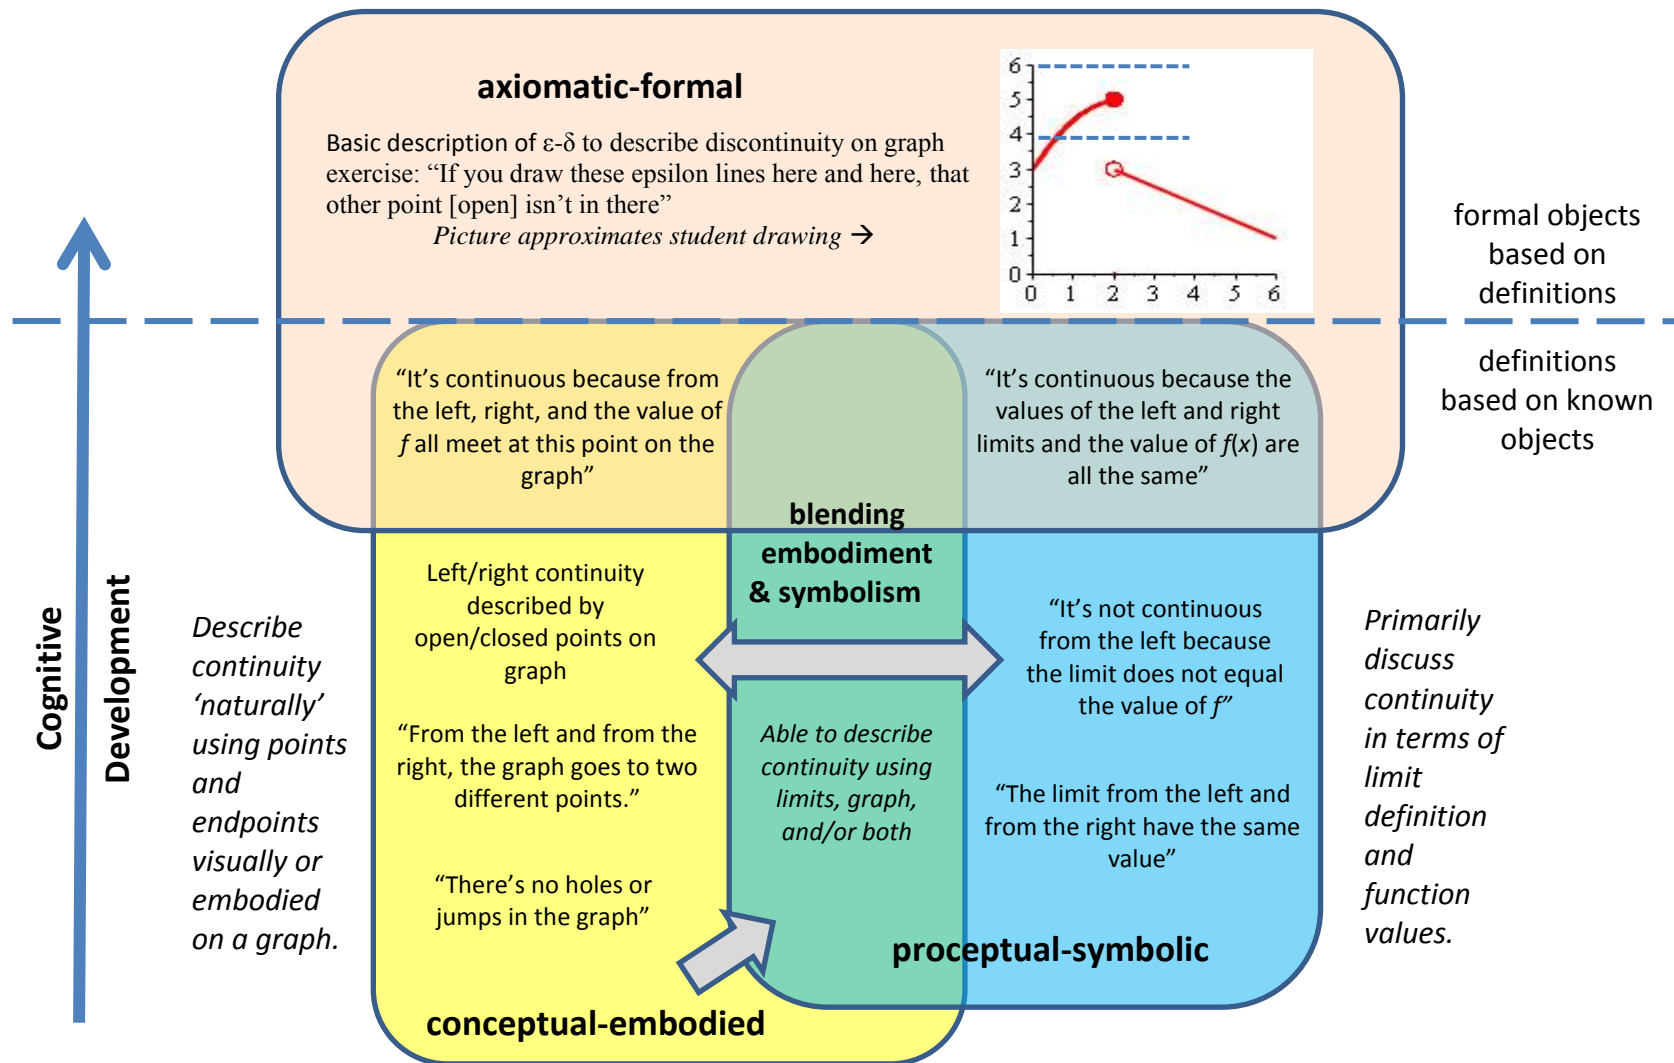 axiomatic-formal
Basic description of ε-δ to describe discontinuity on graph
exercise: “If you draw these epsilon lines here and here, that
other point [open] isn’t in there”
Picture approximates student drawing →
6
5
4
3
2
1
0
0 1 2 3 4 5 6
formal objects
based on
definitions
definitions
based on known
objects
“It’s continuous because from
the left, right, and the value of
f all meet at this point on the
graph”
“It’s continuous because the
values of the left and right
limits and the value of f(x) are
all the same”
blending
embodiment
& symbolism
Cognitive
Development
Describe
continuity
‘naturally’
using points
and
endpoints
visually or
embodied
on a graph.
Left/right continuity
described by
open/closed points on
graph
“From the left and from the
right, the graph goes to two
different points.”
“There’s no holes or
jumps in the graph”
conceptual-embodied
Able to describe
continuity using
limits, graph,
and/or both
“It’s not continuous
from the left because
the limit does not equal
the value of f”
“The limit from the left and
from the right have the same
value”
proceptual-symbolic
Primarily
discuss
continuity
in terms of
limit
definition
and
function
values.